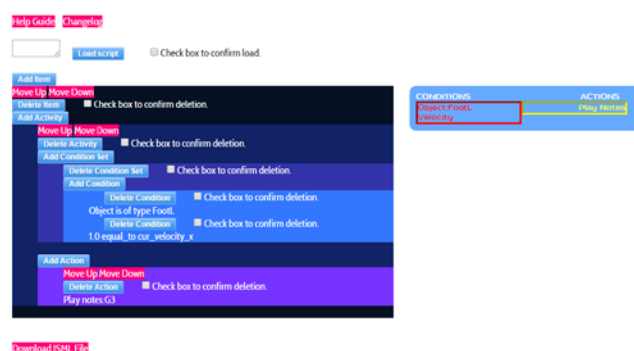 Help Guide Changelog
Load script Check box to confirm load.
Add Item
Move Up Move Down
Delete Item Check box to confirm deletion.
Add Activity
Move Up Move Down
Delete Activity Check box to confirm deletion.
Add Condition Set
Delete Condition Set Check box to confirm deletion.
Add Condition
Delete Condition Check box to confirm deletion.
Object is of type FootL
Delete Condition Check box to confirm deletion.
1.0 equal_to cur_velocity_x
Add Action
Move Up Move Down
Delete Action Check box to confirm deletion.
Play notes:G3
Download ISML File
CONDITIONS ACTIONS
Object:FootL Play Notes
Velocity